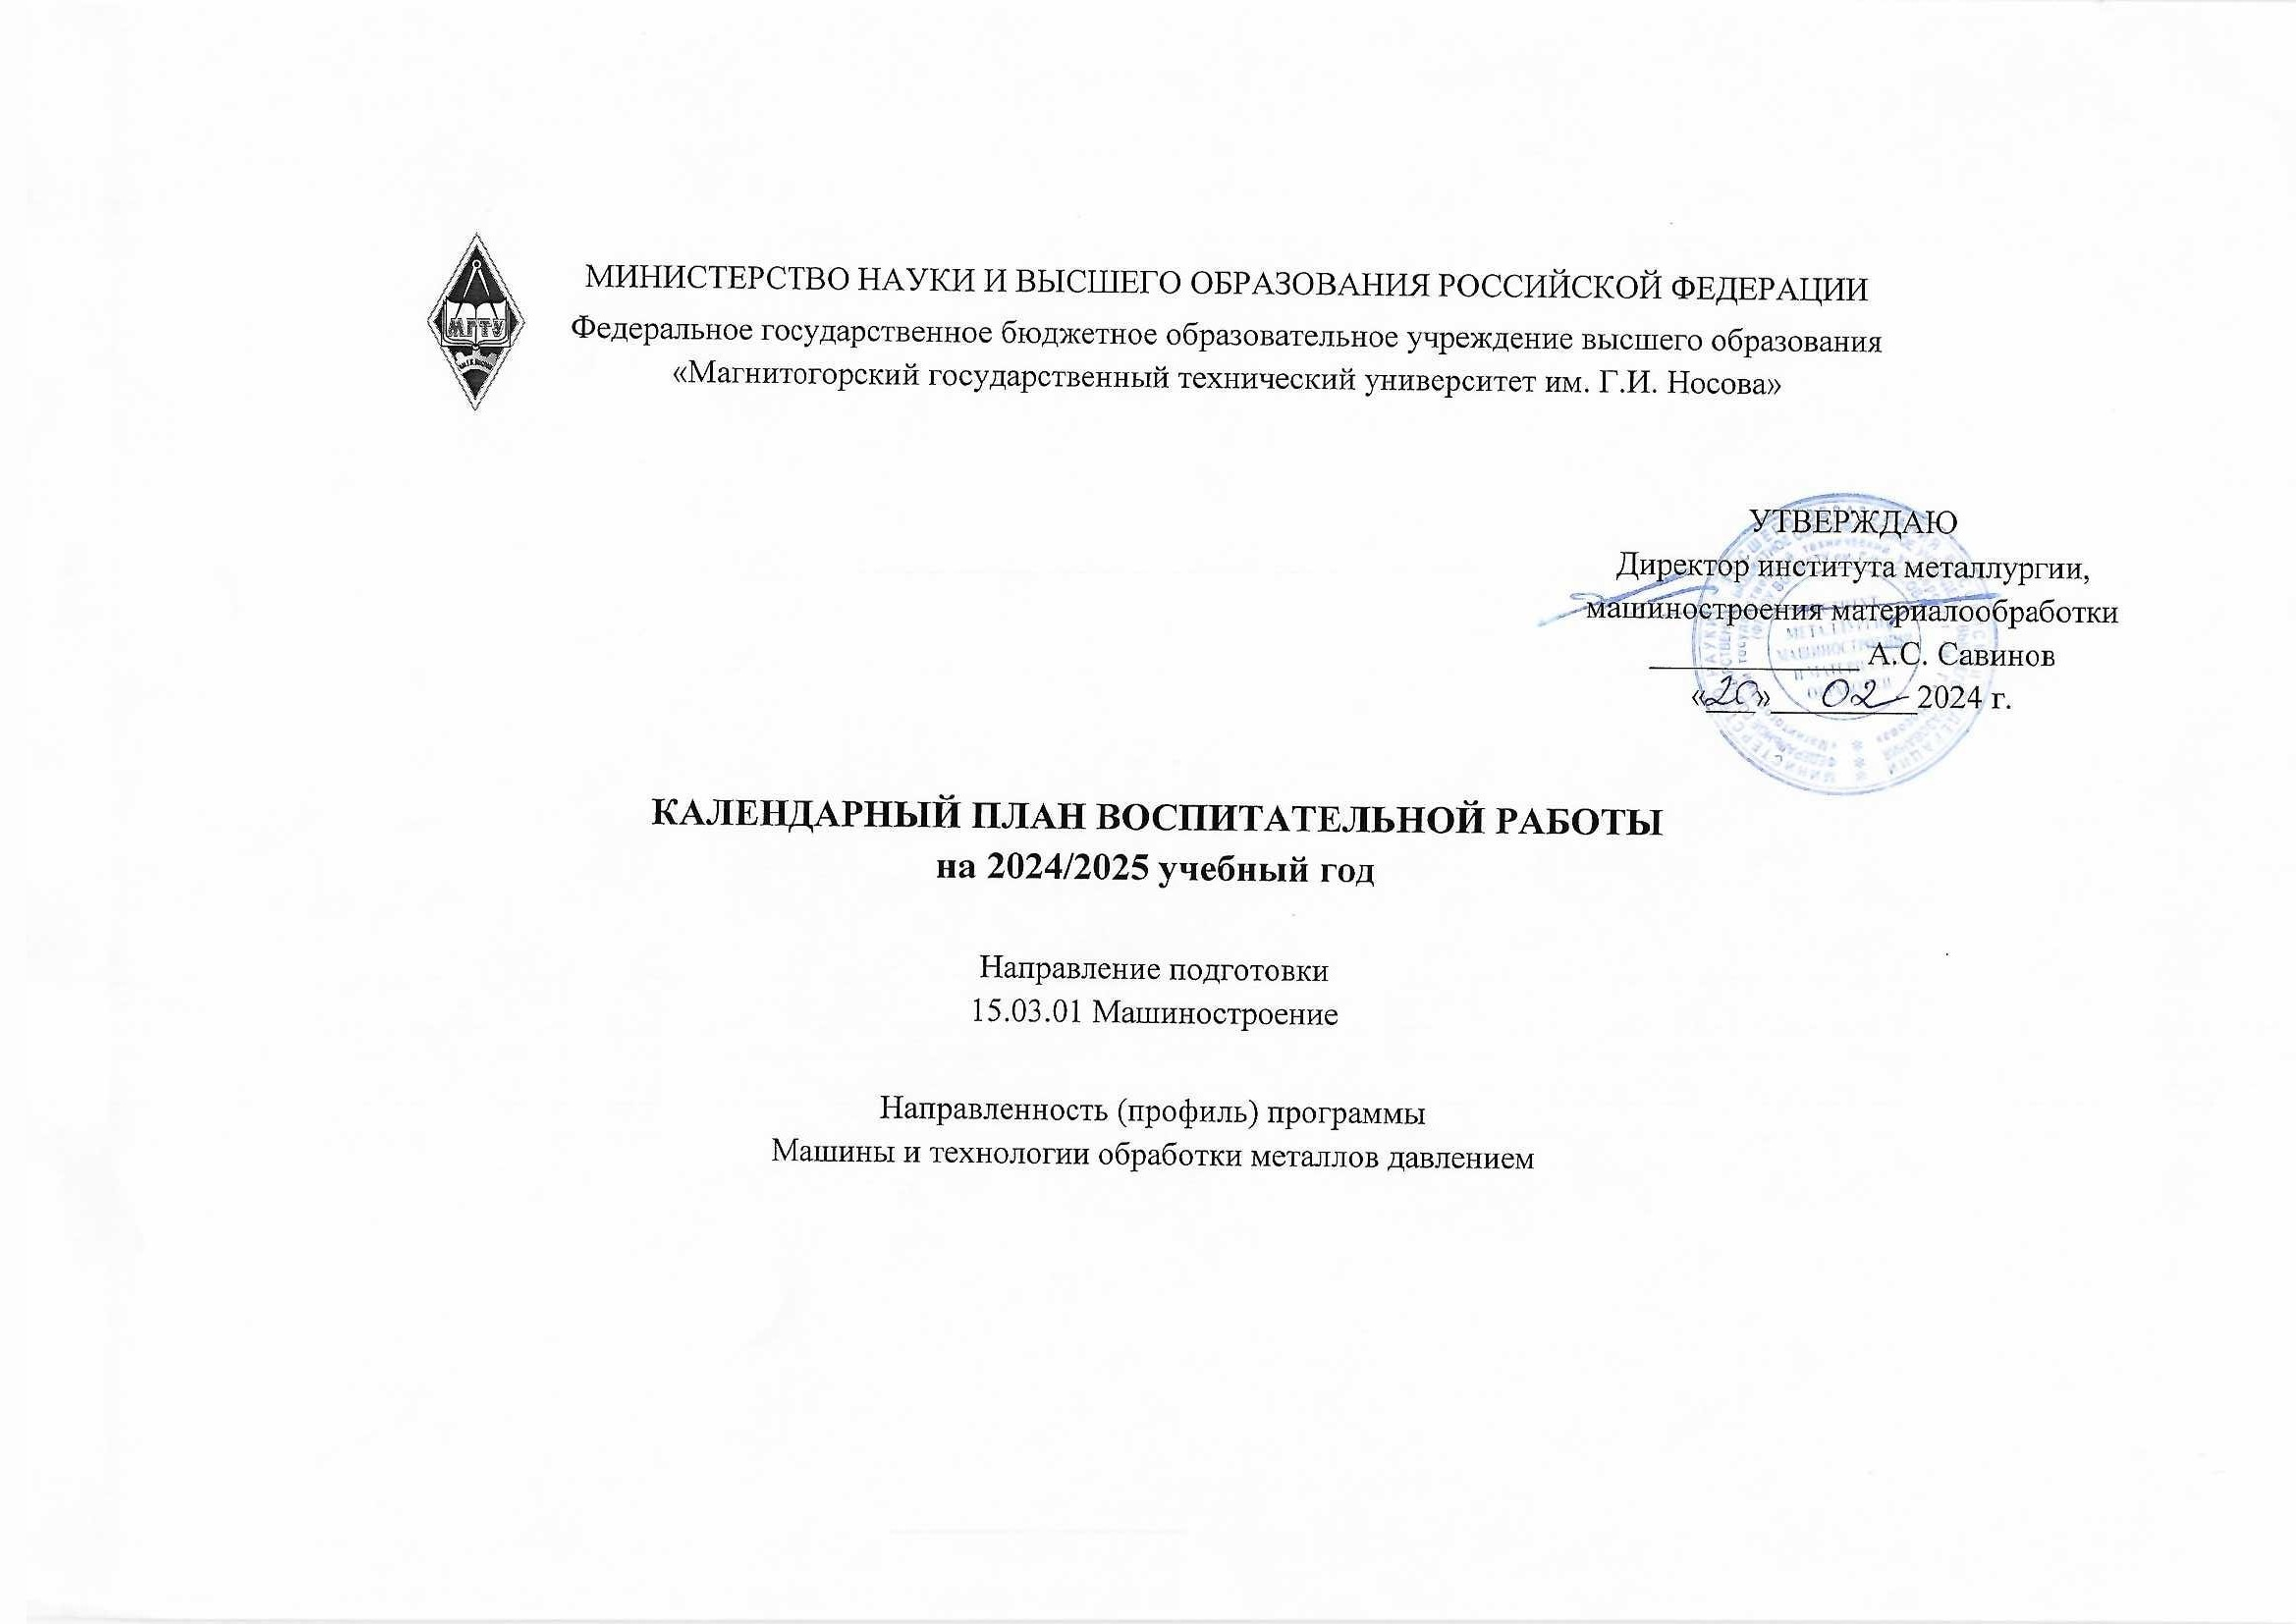 МГТУ
МИНИСТЕРСТВО НАУКИ И ВЫСШЕГО ОБРАЗОВАНИЯ РОССИЙСКОЙ ФЕДЕРАЦИИ
Федеральное государственное бюджетное образовательное учреждение высшего образования
«Магнитогорский государственный технический университет им. Г.И. Носова»
УТВЕРЖДАЮ
Директор института металлургии,
машиностроения материалообработки
А.С. Савинов
«20» 02 2024 г.
КАЛЕНДАРНЫЙ ПЛАН ВОСПИТАТЕЛЬНОЙ РАБОТЫ
на 2024/2025 учебный год
Направление подготовки
15.03.01 Машиностроение
Направленность (профиль) программы
Машины и технологии обработки металлов давлением